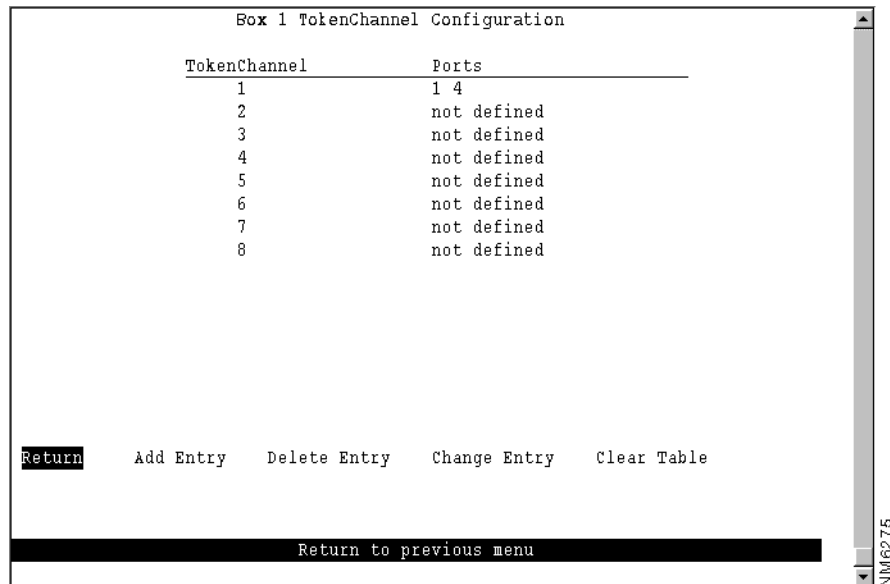 Box 1 TokenChannel Configuration
TokenChannel Ports
1 1 4
2 not defined
3 not defined
4 not defined
5 not defined
6 not defined
7 not defined
8 not defined
Return Add Entry Delete Entry Change Entry Clear Table
Return to previous menu
NM6275